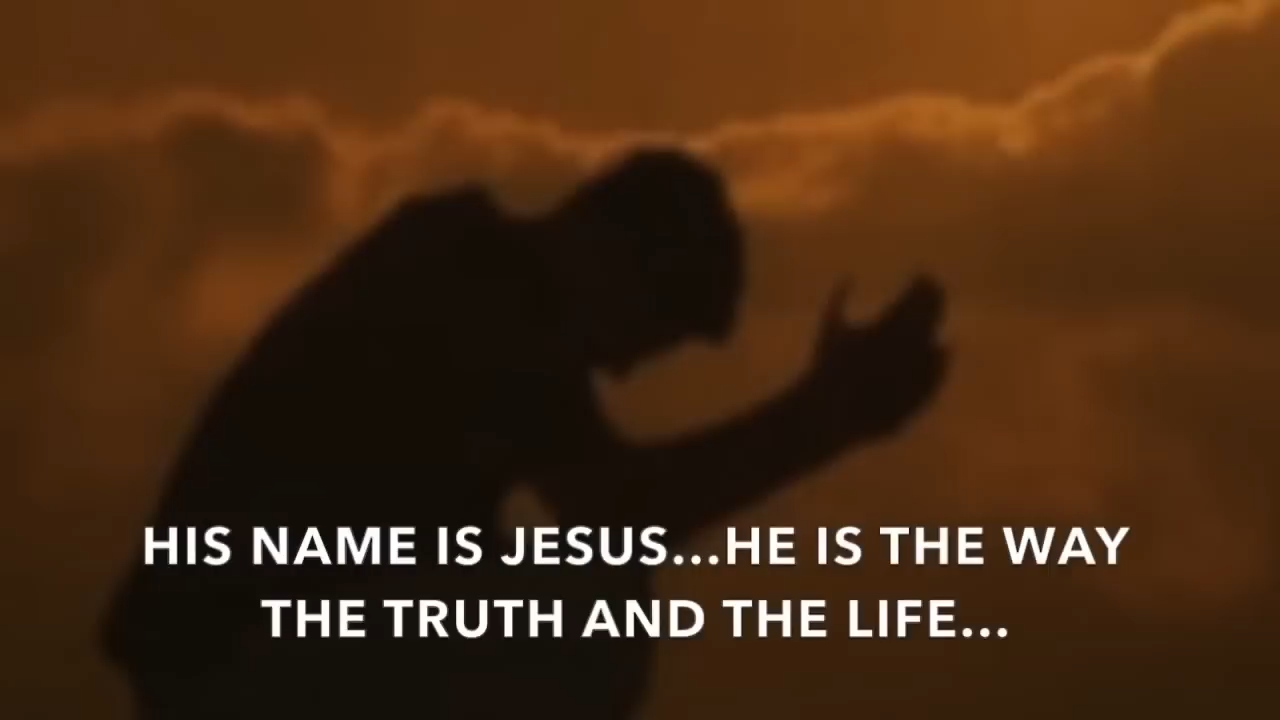 HIS NAME IS JESUS...HE IS THE WAY
THE TRUTH AND THE LIFE...